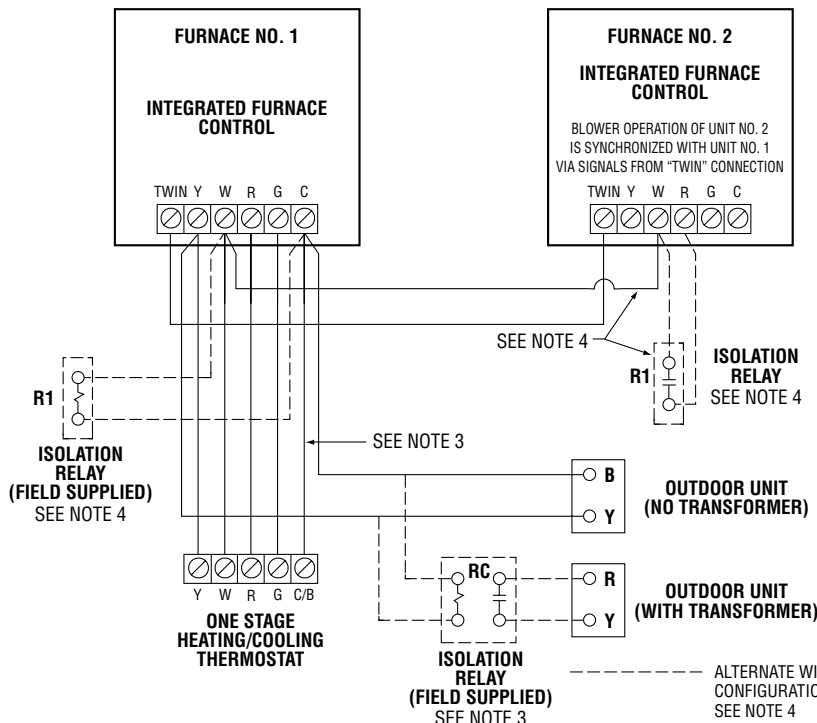 FURNACE NO. 1
INTEGRATED FURNACE
CONTROL
TWIN Y W R G C
FURNACE NO. 2
INTEGRATED FURNACE
CONTROL
BLOWER OPERATION OF UNIT NO. 2
IS SYNCHRONIZED WITH UNIT NO. 1
VIA SIGNALS FROM “TWIN” CONNECTION
TWIN Y W R G C
SEE NOTE 4
R1
ISOLATION
RELAY
SEE NOTE 4
R1
ISOLATION
RELAY
(FIELD SUPPLIED)
SEE NOTE 4
SEE NOTE 3
B
Y
OUTDOOR UNIT
(NO TRANSFORMER)
Y W R G C/B
ONE STAGE
HEATING/COOLING
THERMOSTAT
RC
ISOLATION
RELAY
(FIELD SUPPLIED)
SEE NOTE 3
R
Y
OUTDOOR UNIT
(WITH TRANSFORMER)
ALTERNATE
SEE NOTE 4